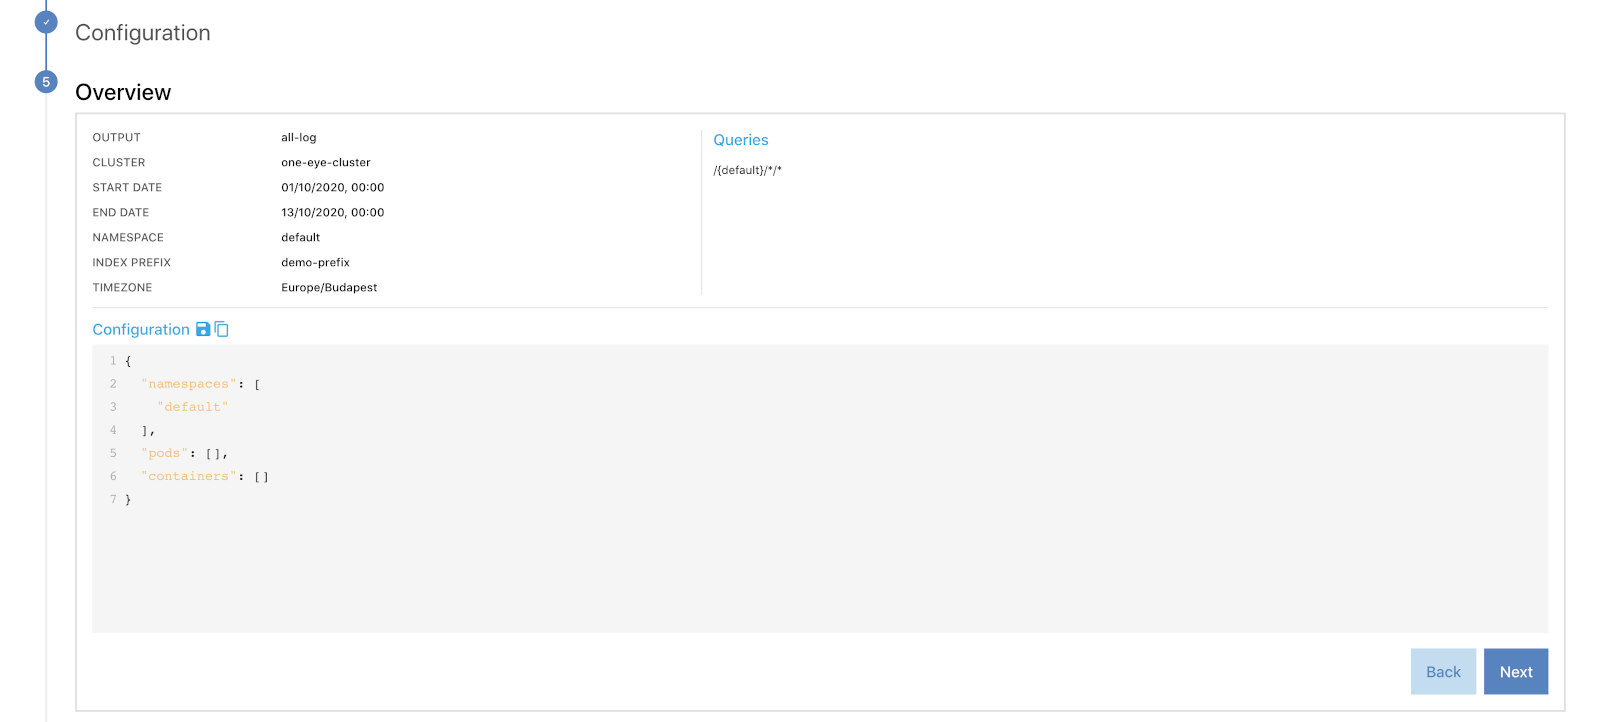 Configuration
5
Overview
OUTPUT all-log
CLUSTER one-eye-cluster
START DATE 01/10/2020, 00:00
END DATE 13/10/2020, 00:00
NAMESPACE default
INDEX PREFIX demo-prefix
TIMEZONE Europe/Budapest
Queries
/{default}/*/*
Configuration
1 {
2   "namespaces": [
3     "default"
4   ],
5   "pods": [],
6   "containers": []
7 }
Back Next